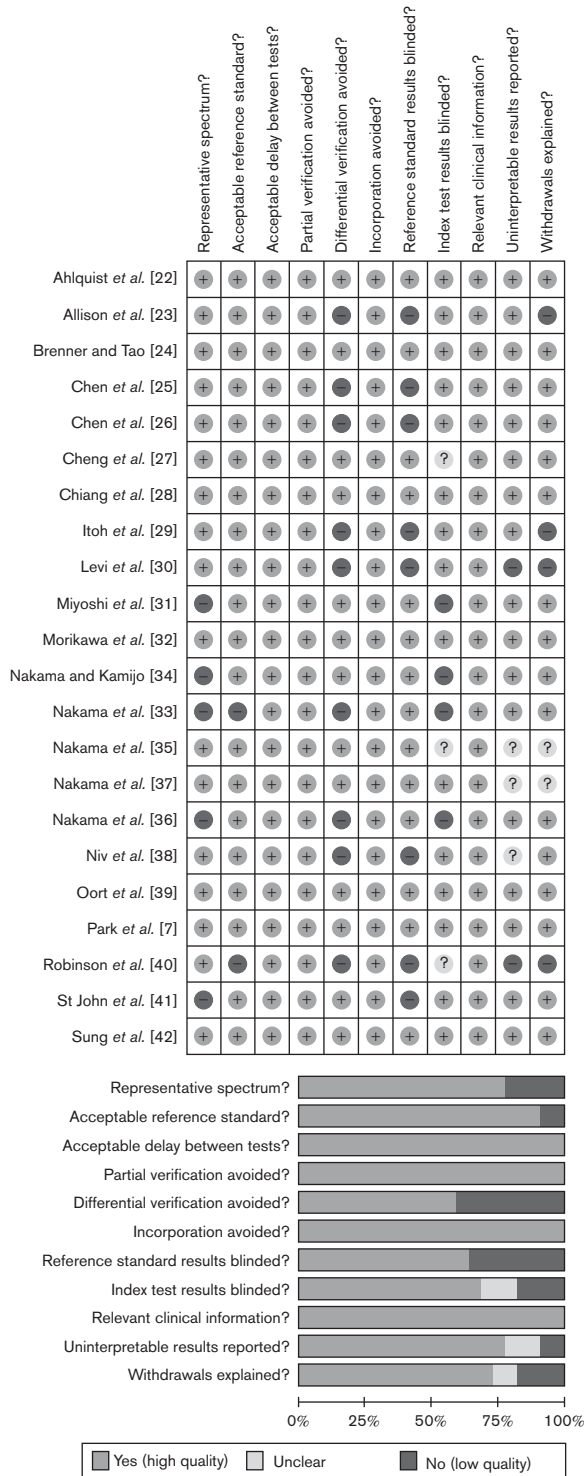 Representative spectrum?
Acceptable reference standard?
Acceptable delay between tests?
Partial verification avoided?
Differential verification avoided?
Incorporation avoided?
Reference standard results blinded?
Index test results blinded?
Relevant clinical information?
Uninterpretable results reported?
Withdrawals explained?
Ahlquist et al. [22] + + + + + + + + + + +
Allison et al. [23] + + + + − + − + + + −
Brenner and Tao [24] + + + + + + + + + + +
Chen et al. [25] + + + + − + − + + + +
Chen et al. [26] + + + + − + − + + + +
Cheng et al. [27] + + + + + + + ? + + +
Chiang et al. [28] + + + + + + + + + + +
Itoh et al. [29] + + + + − + − + + + −
Levi et al. [30] + + + + − + − + + − −
Miyoshi et al. [31] − + + + + + + − + + +
Morikawa et al. [32] + + + + + + + + + + +
Nakama and Kamijo [34] − + + + + + + − + + +
Nakama et al. [33] − − + + − + + − + + +
Nakama et al. [35] + + + + + + + ? + ? ?
Nakama et al. [37] + + + + + + + + + ? ?
Nakama et al. [36] − + + + − + + − + + +
Niv et al. [38] + + + + − + − + + ? +
Oort et al. [39] + + + + + + + + + + +
Park et al. [7] + + + + + + + + + + +
Robinson et al. [40] + − + + − + − ? + − −
St John et al. [41] − + + + + + − + + + +
Sung et al. [42] + + + + + + + + + + +
Representative spectrum?
Acceptable reference standard?
Acceptable delay between tests?
Partial verification avoided?
Differential verification avoided?
Incorporation avoided?
Reference standard results blinded?
Index test results blinded?
Relevant clinical information?
Uninterpretable results reported?
Withdrawals explained?
0% 25% 50% 75% 100%
Yes (high quality) Unclear No (low quality)